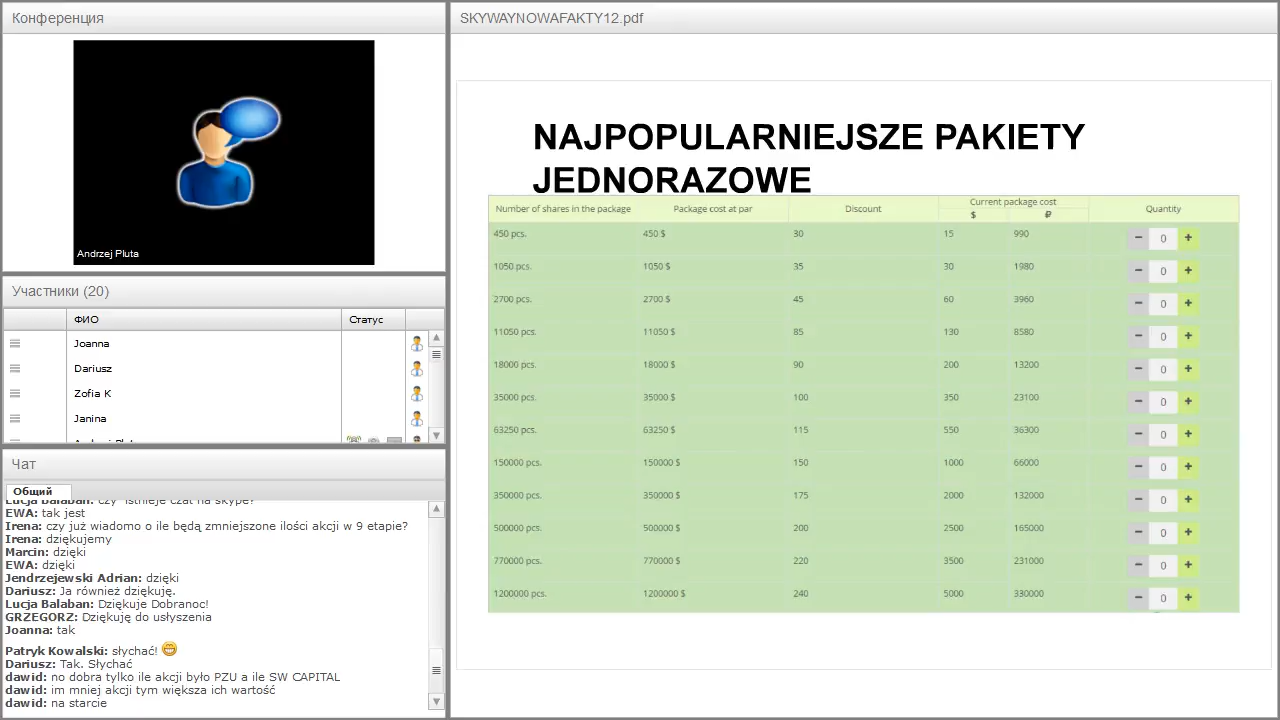 Конференция
Andrzej Pluta
Участники (20)
ФИО Статус
Joanna
Dariusz
Zofia K
Janina
Чат
Общий
Lucja Balaban: czy istnieje czat na skype?
EWA: tak jest
Irena: czy już wiadomo o ile będą zmniejszone ilości akcji w 9 etapie?
Irena: dziękujemy
Marcin: dzięki
EWA: dzięki
Jendrzejewski Adrian: dzięki
Dariusz: Ja również dziękuję.
Lucja Balaban: Dziękuje Dobranoc!
GRZEGORZ: Dziękuję do usłyszenia
Joanna: tak
Patryk Kowalski: słychać!
Dariusz: Tak. Słychać
dawid: no dobra tylko ile akcji było PZU a ile SW CAPITAL
dawid: im mniej akcji tym większa ich wartość
dawid: na starcie
SKYWAYNOWAFAKTY12.pdf
NAJPOPULARNIEJSZE PAKIETY
JEDNORAZOWE
Number of shares in the package Package cost at par Discount Current package cost Quantity
$ ₽
450 pcs. 450 $ 30 15 990 − 0 +
1050 pcs. 1050 $ 35 30 1980 − 0 +
2700 pcs. 2700 $ 45 60 3960 − 0 +
11050 pcs. 11050 $ 85 130 8580 − 0 +
18000 pcs. 18000 $ 90 200 13200 − 0 +
35000 pcs. 35000 $ 100 350 23100 − 0 +
63250 pcs. 63250 $ 115 550 36300 − 0 +
150000 pcs. 150000 $ 150 1000 66000 − 0 +
350000 pcs. 350000 $ 175 2000 132000 − 0 +
500000 pcs. 500000 $ 200 2500 165000 − 0 +
770000 pcs. 770000 $ 220 3500 231000 − 0 +
1200000 pcs. 1200000 $ 240 5000 330000 − 0 +